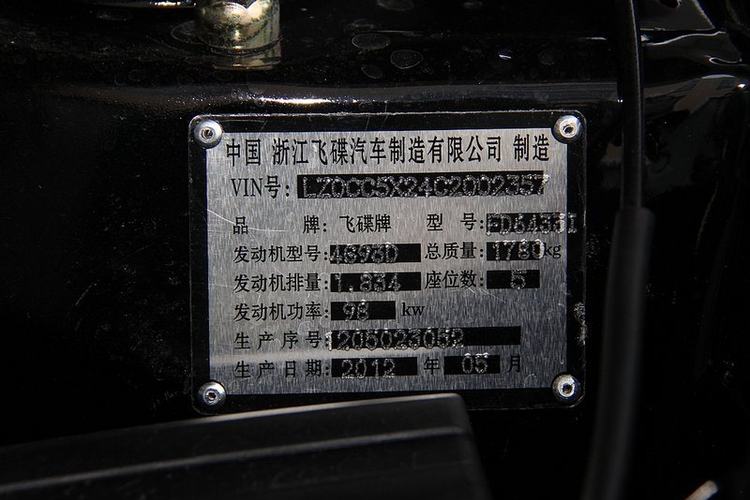 中国 浙江飞碟汽车制造有限公司 制造
VIN号: LZ0CC5X24C2002357
品 牌: 飞碟牌 型 号:
发动机型号: 总质量: 1780kg
发动机排量: 1.834 座位数: 5
发动机功率: 98 kw
生产序号: 1205023052
生产日期: 2012 年 05 月